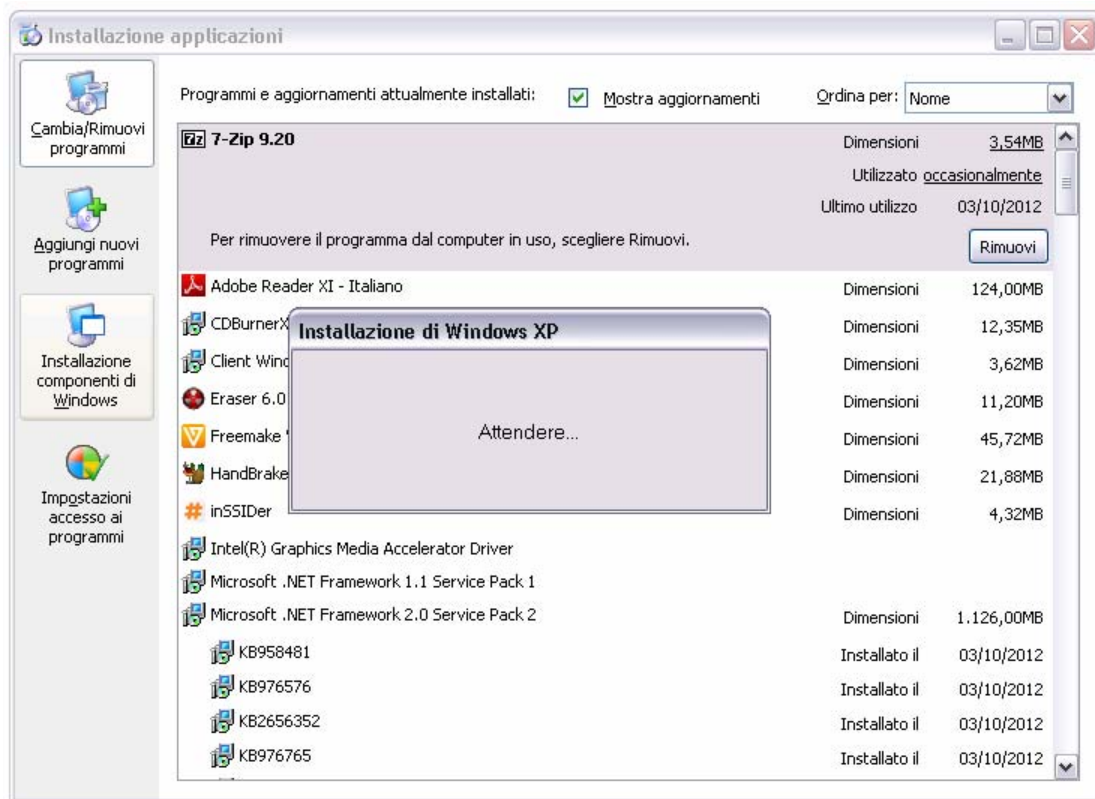 Installazione applicazioni
Cambia/Rimuovi
programmi
Aggiungi nuovi
programmi
Installazione
componenti di
Windows
Impostazioni
accesso ai
programmi
Programmi e aggiornamenti attualmente installati: Mostra aggiornamenti Ordina per: Nome
7-Zip 9.20 Dimensioni 3,54MB
Utilizzato occasionalmente
Ultimo utilizzo 03/10/2012
Per rimuovere il programma dal computer in uso, scegliere Rimuovi. Rimuovi
Adobe Reader XI - Italiano Dimensioni 124,00MB
CDBurnerX Dimensioni 12,35MB
Client Wind Dimensioni 3,62MB
Eraser 6.0 Dimensioni 11,20MB
Freemake Dimensioni 45,72MB
HandBrake Dimensioni 21,88MB
inSSIDer Dimensioni 4,32MB
Installazione di Windows XP
Attendere...
Intel(R) Graphics Media Accelerator Driver
Microsoft .NET Framework 1.1 Service Pack 1
Microsoft .NET Framework 2.0 Service Pack 2 Dimensioni 1.126,00MB
KB958481 Installato il 03/10/2012
KB976576 Installato il 03/10/2012
KB2656352 Installato il 03/10/2012
KB976765 Installato il 03/10/2012